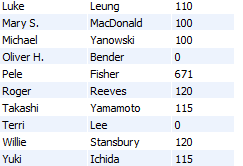 Luke Leung 110
Mary S. MacDonald 100
Michael Yanowski 100
Oliver H. Bender 0
Pele Fisher 671
Roger Reeves 120
Takashi Yamamoto 115
Terri Lee 0
Willie Stansbury 120
Yuki Ichida 115